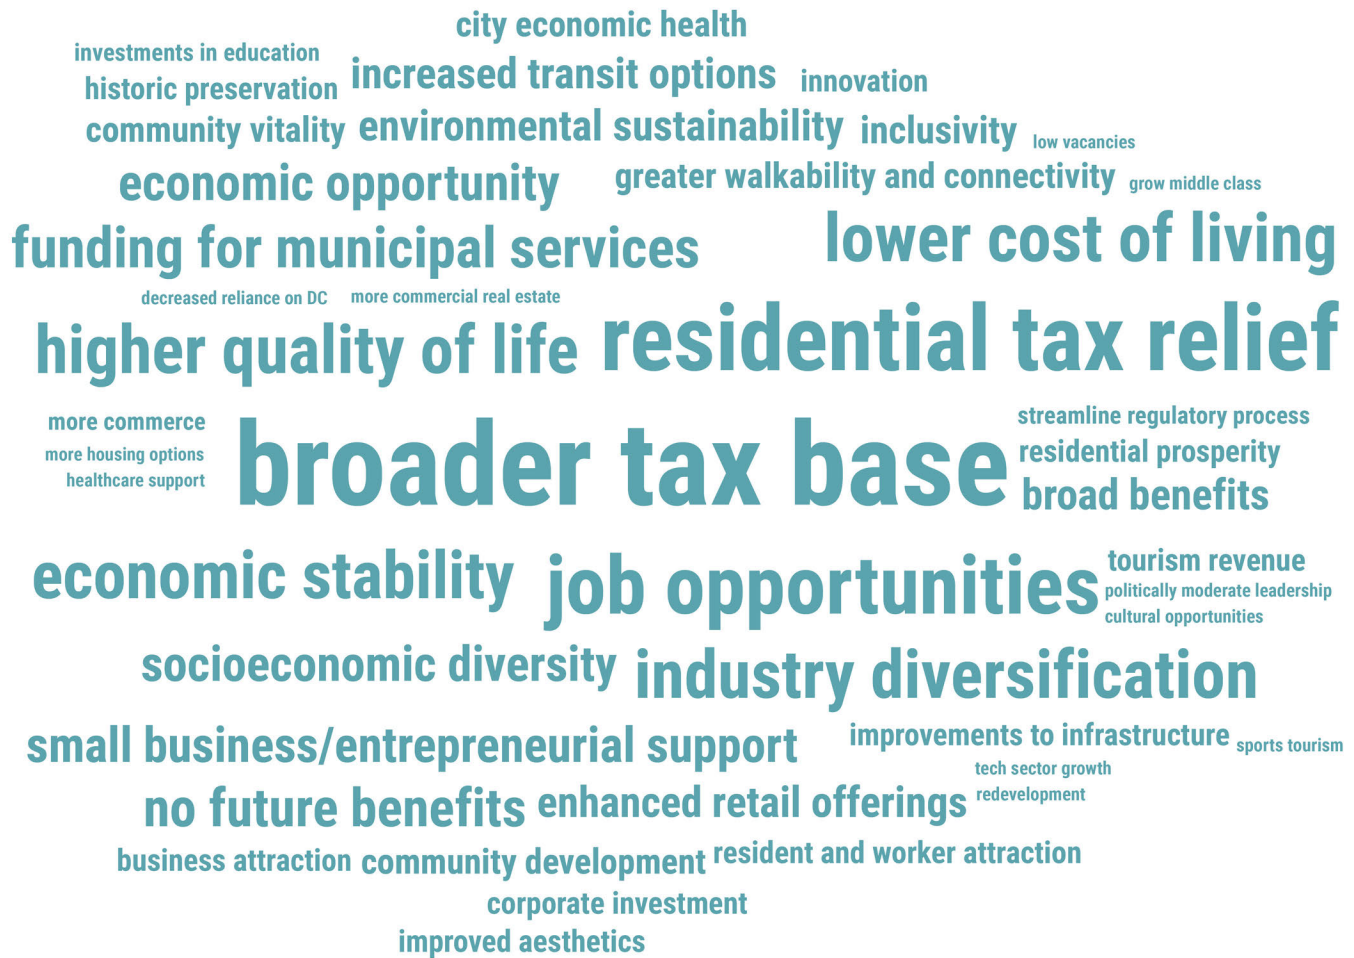 city economic health
investments in education
increased transit options
innovation
historic preservation
community vitality
environmental sustainability
inclusivity
low vacancies
economic opportunity
greater walkability and connectivity
grow middle class
funding for municipal services
lower cost of living
decreased reliance on DC
more commercial real estate
higher quality of life
residential tax relief
more commerce
more housing options
healthcare support
broader tax base
streamline regulatory process
residential prosperity
broad benefits
economic stability
job opportunities
tourism revenue
politically moderate leadership
cultural opportunities
socioeconomic diversity
industry diversification
small business/entrepreneurial support
improvements to infrastructure
sports tourism
tech sector growth
redevelopment
no future benefits
enhanced retail offerings
business attraction
community development
resident and worker attraction
corporate investment
improved aesthetics